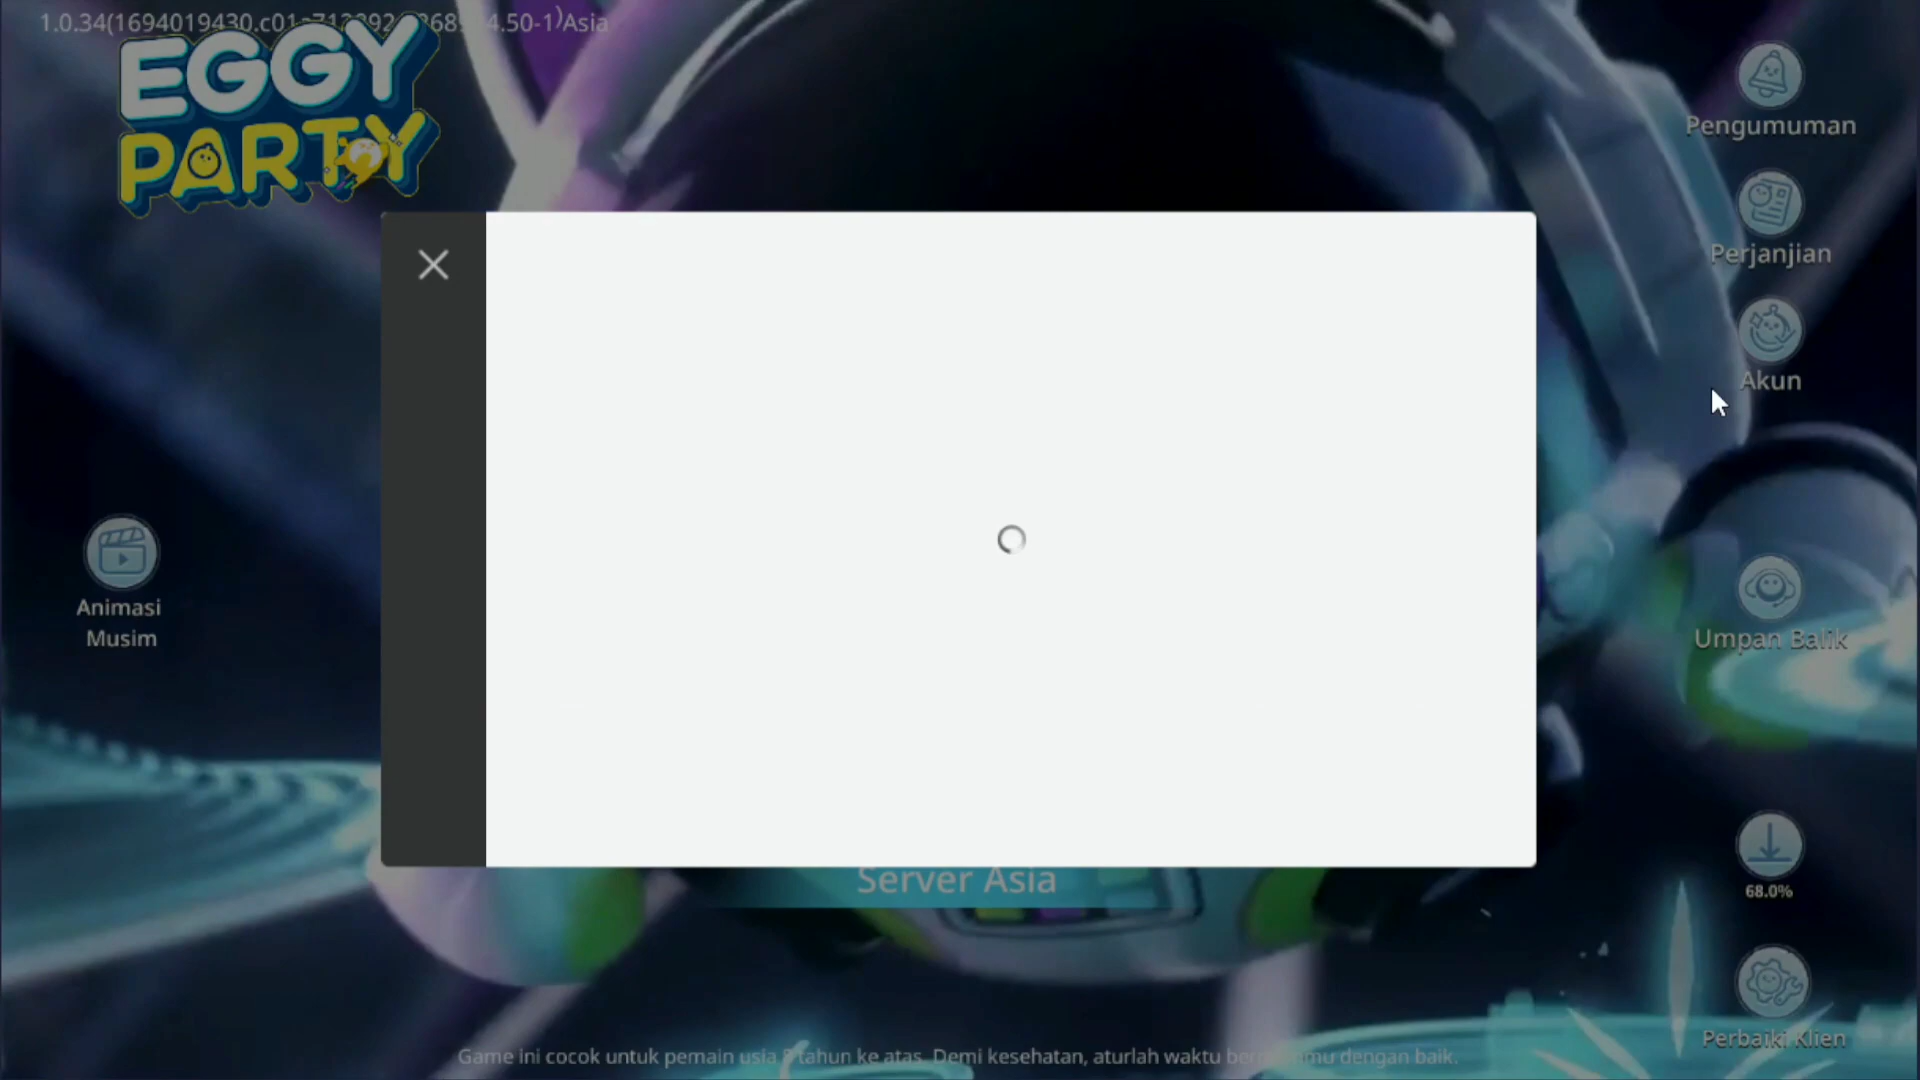 EGGY
PARTY
Pengumuman
Perjanjian
Akun
Animasi
Musim
Umpan Balik
Server Asia
68.0%
Perbaiki Klien
Game ini cocok untuk pemain usia tahun ke atas. Demi kesehatan, aturlah waktu dengan baik.